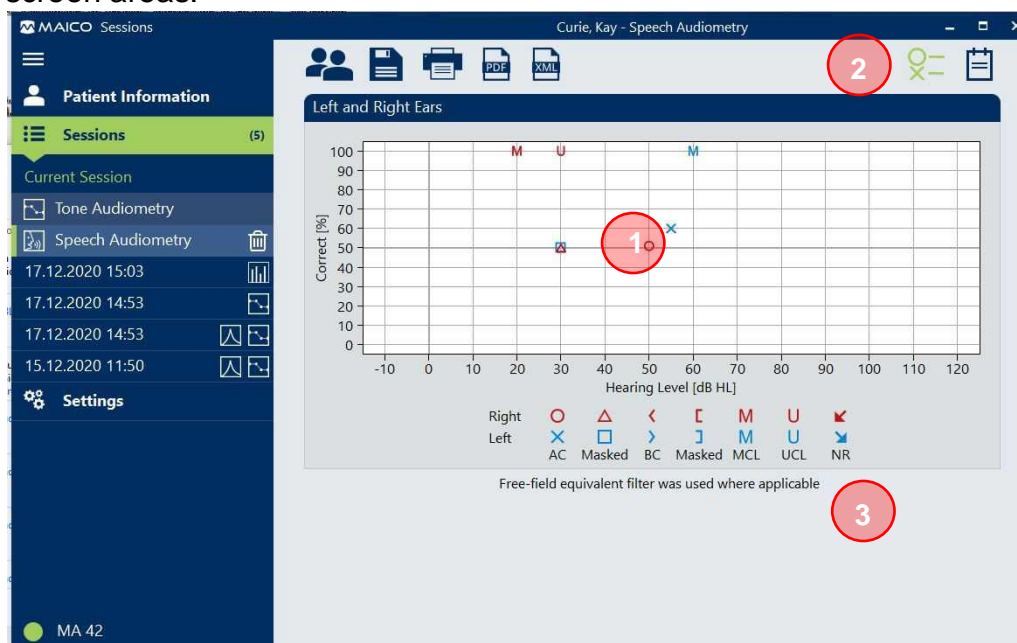 screen areas.
MAICO Sessions
Curie, Kay - Speech Audiometry
Patient Information
PDF
XML
2
Sessions (5)
Left and Right Ears
Current Session
Tone Audiometry
Speech Audiometry
17.12.2020 15:03
17.12.2020 14:53
17.12.2020 14:53
15.12.2020 11:50
Settings
Correct [%]
100
90
80
70
60
50
40
30
20
10
0
M U M
1
-10 0 10 20 30 40 50 60 70 80 90 100 110 120
Hearing Level [dB HL]
Right M U
Left M U
AC Masked BC Masked MCL UCL NR
Free-field equivalent filter was used where applicable
3
MA 42